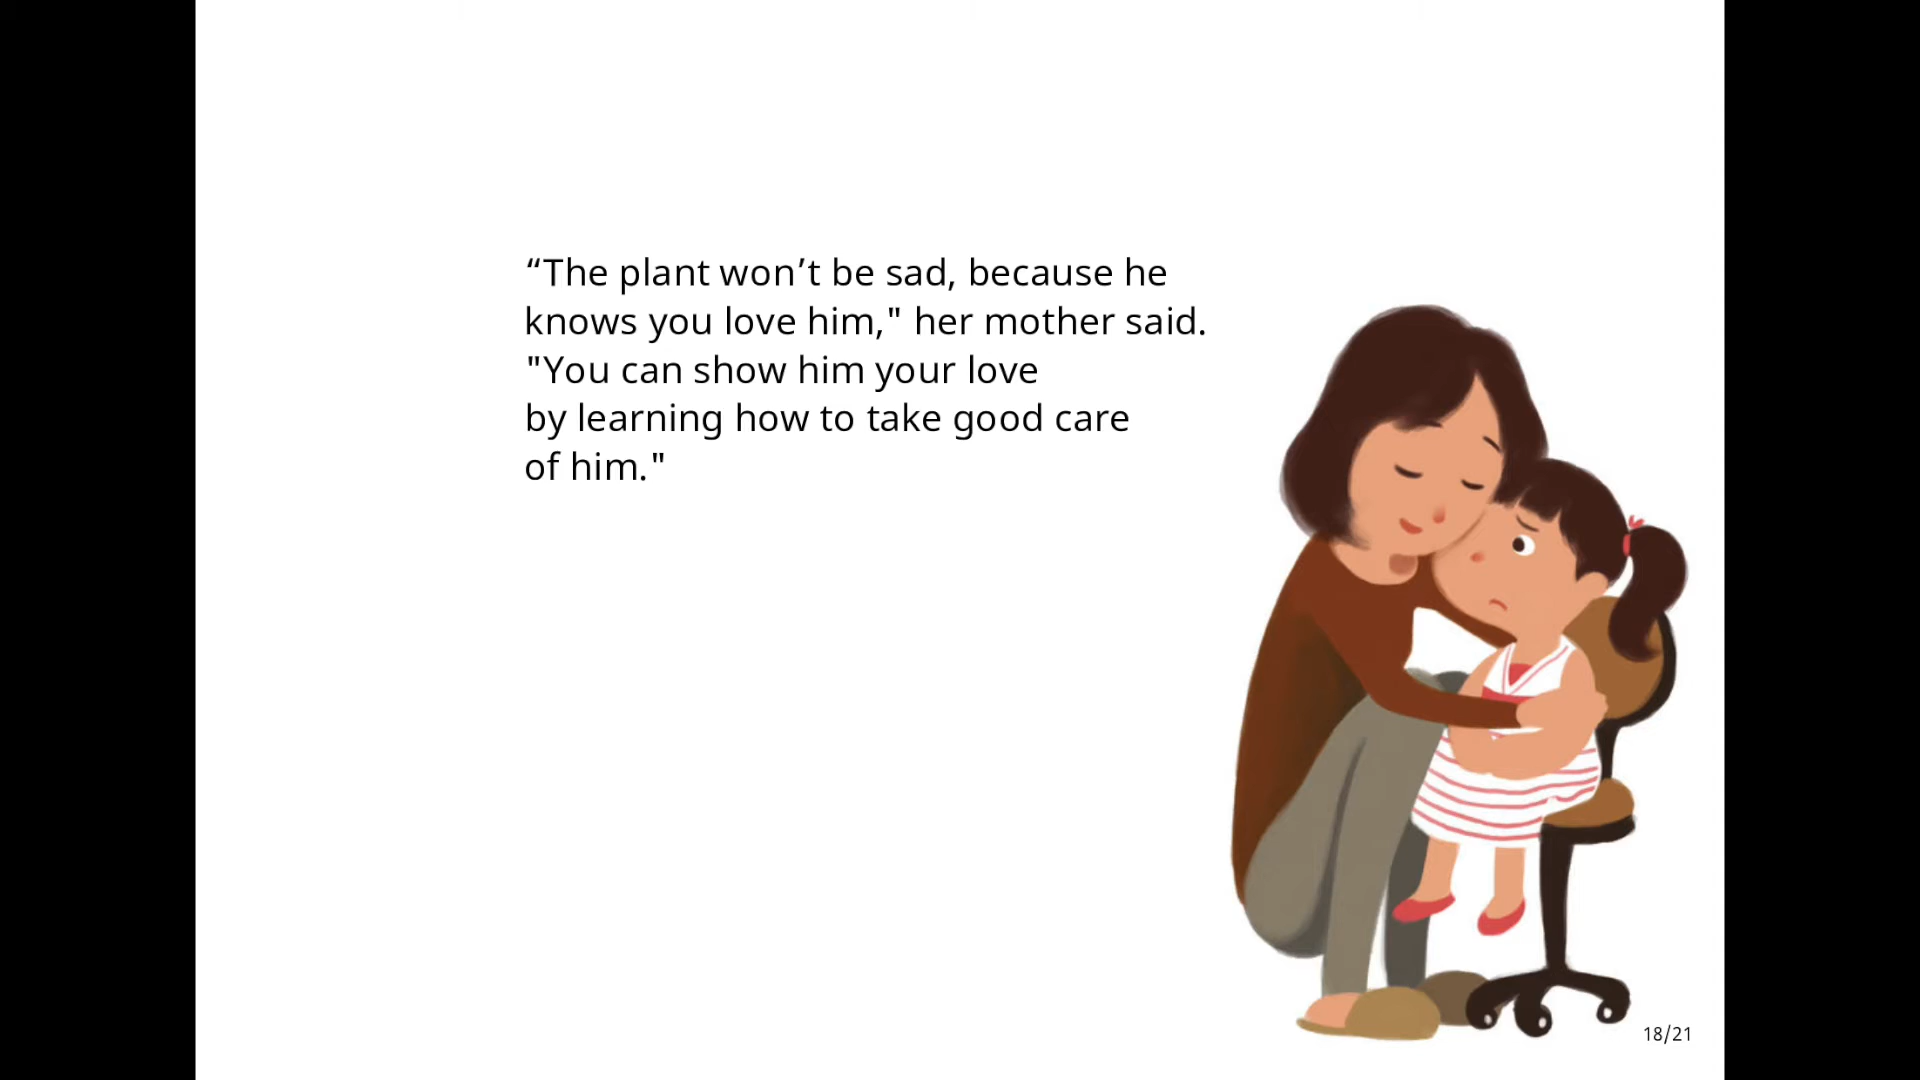 “The plant won’t be sad, because he
knows you love him," her mother said.
"You can show him your love
by learning how to take good care
of him."
18/21